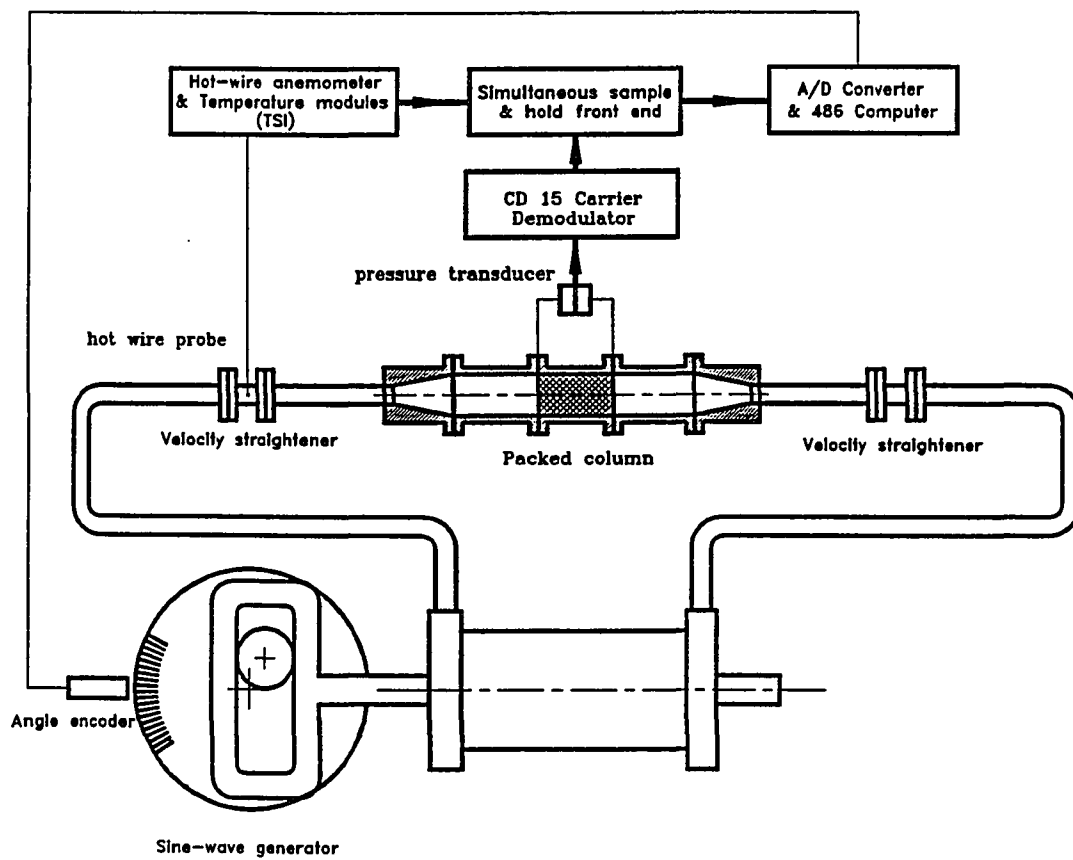 Hot-wire anemometer
& Temperature modules
(TSI)
Simultaneous sample
& hold front end
A/D Converter
& 486 Computer
CD 15 Carrier
Demodulator
pressure transducer
hot wire probe
Velocity straightener
Packed column
Velocity straightener
Angle encoder
Sine-wave generator